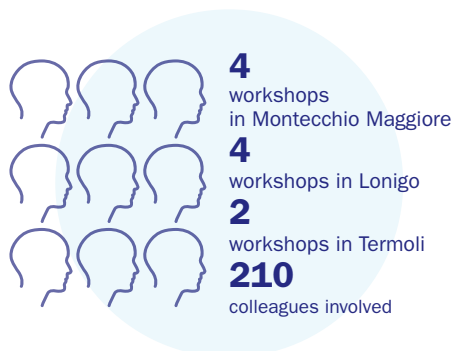 4
workshops
in Montecchio Maggiore
4
workshops in Lonigo
2
workshops in Termoli
210
colleagues involved